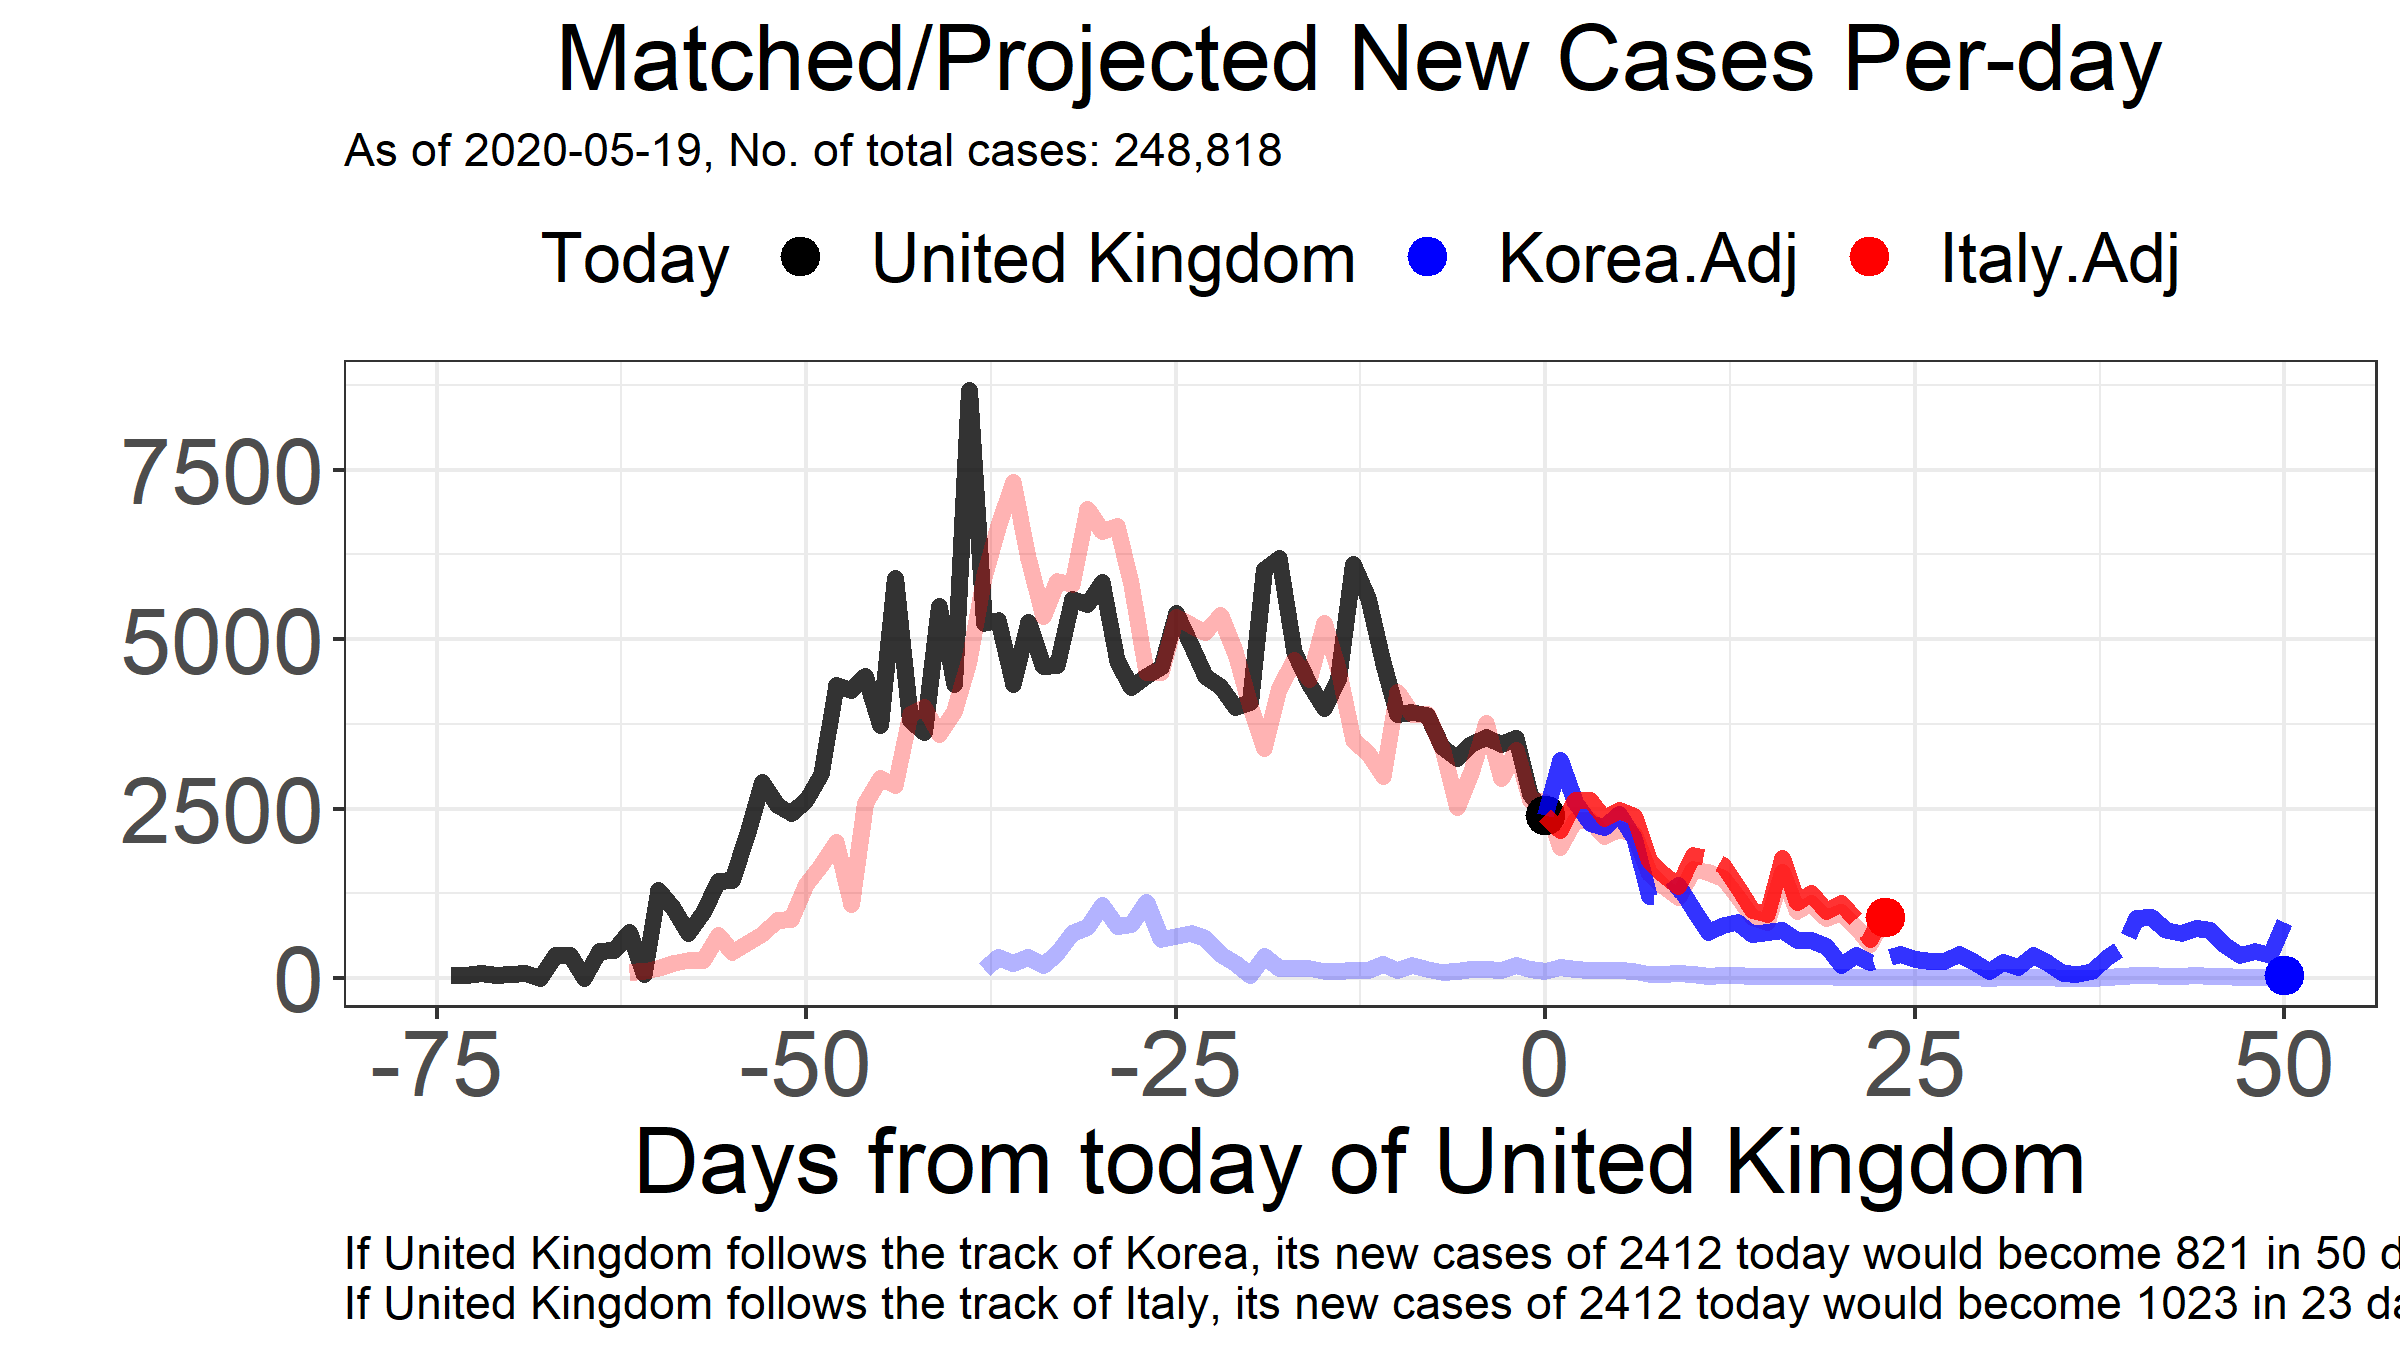 Matched/Projected New Cases Per-day
As of 2020-05-19, No. of total cases: 248,818
Today United Kingdom Korea.Adj Italy.Adj
7500
5000
2500
0
-75 -50 -25 0 25 50
Days from today of United Kingdom
If United Kingdom follows the track of Korea, its new cases of 2412 today would become 821 in 50 d
If United Kingdom follows the track of Italy, its new cases of 2412 today would become 1023 in 23 da